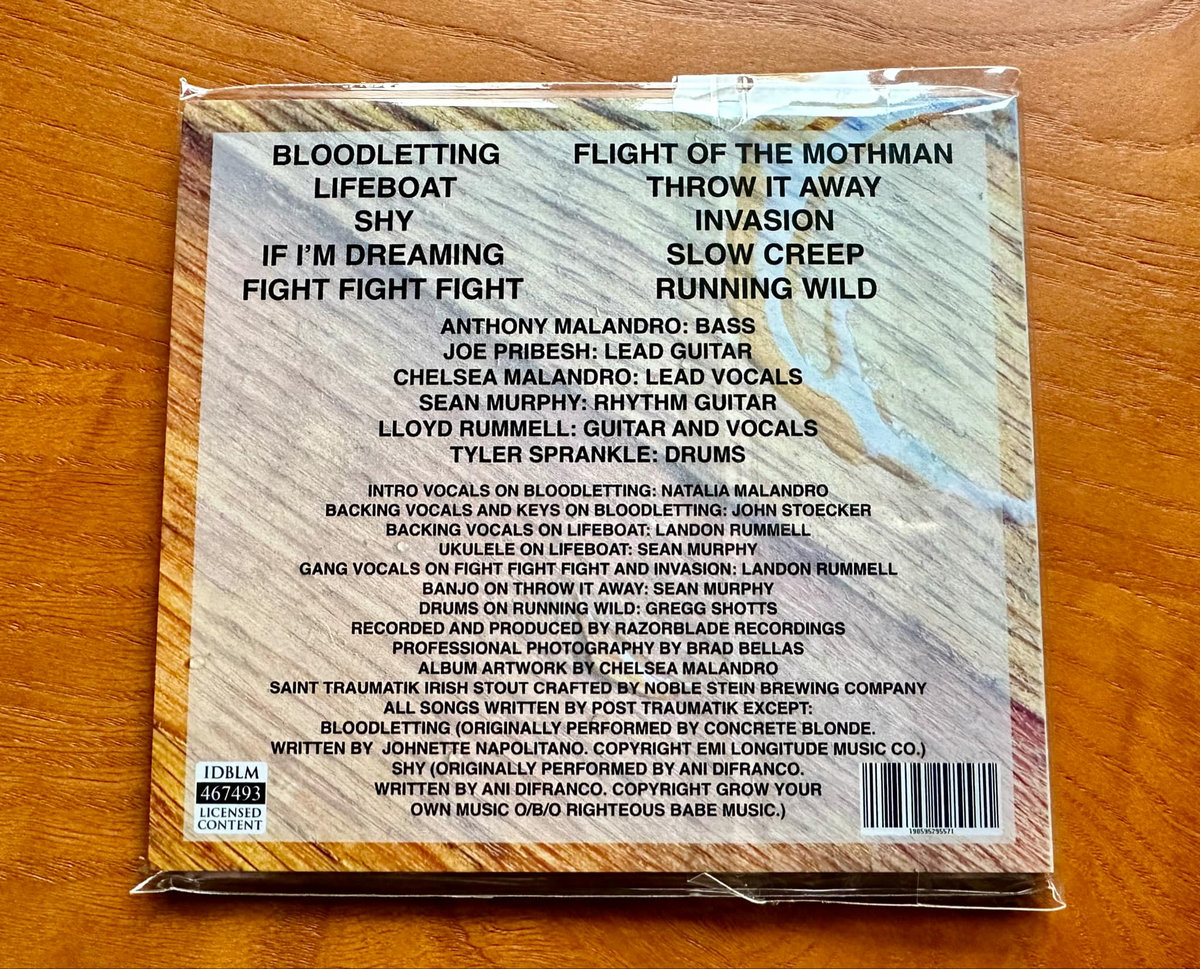 BLOODLETTING
LIFEBOAT
SHY
IF I'M DREAMING
FIGHT FIGHT FIGHT
FLIGHT OF THE MOTHMAN
THROW IT AWAY
INVASION
SLOW CREEP
RUNNING WILD
ANTHONY MALANDRO: BASS
JOE PRIBESH: LEAD GUITAR
CHELSEA MALANDRO: LEAD VOCALS
SEAN MURPHY: RHYTHM GUITAR
LLOYD RUMMELL: GUITAR AND VOCALS
TYLER SPRANKLE: DRUMS
INTRO VOCALS ON BLOODLETTING: NATALIA MALANDRO
BACKING VOCALS AND KEYS ON BLOODLETTING: JOHN STOECKER
BACKING VOCALS ON LIFEBOAT: LANDON RUMMELL
UKULELE ON LIFEBOAT: SEAN MURPHY
GANG VOCALS ON FIGHT FIGHT FIGHT AND INVASION: LANDON RUMMELL
BANJO ON THROW IT AWAY: SEAN MURPHY
DRUMS ON RUNNING WILD: GREGG SHOTTS
RECORDED AND PRODUCED BY RAZORBLADE RECORDINGS
PROFESSIONAL PHOTOGRAPHY BY BRAD BELLAS
ALBUM ARTWORK BY CHELSEA MALANDRO
SAINT TRAUMATIK IRISH STOUT CRAFTED BY NOBLE STEIN BREWING COMPANY
ALL SONGS WRITTEN BY POST TRAUMATIK EXCEPT:
BLOODLETTING (ORIGINALLY PERFORMED BY CONCRETE BLONDE.
WRITTEN BY JOHNETTE NAPOLITANO. COPYRIGHT EMI LONGITUDE MUSIC CO.)
SHY (ORIGINALLY PERFORMED BY ANI DIFRANCO.
WRITTEN BY ANI DIFRANCO. COPYRIGHT GROW YOUR
OWN MUSIC O/B/O RIGHTEOUS BABE MUSIC.)
IDBLM
467493
LICENSED
CONTENT
198595295571